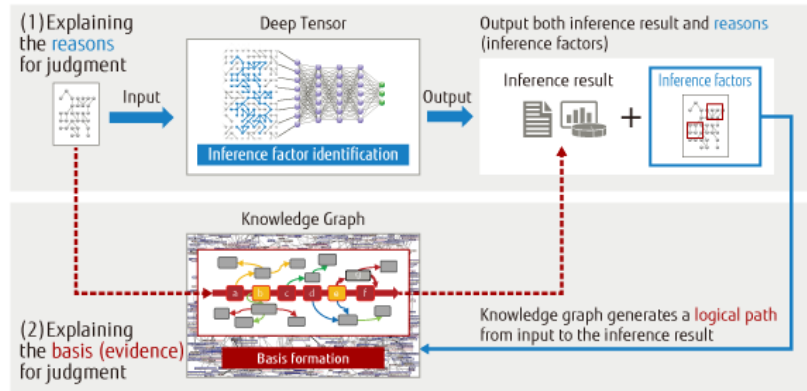 (1) Explaining
the reasons
for judgment
Deep Tensor
Output both inference result and reasons
(inference factors)
Input
Inference factor identification
Output
Inference result
+
Inference factors
Knowledge Graph
a b c d e f
g
Basis formation
(2) Explaining
the basis (evidence)
for judgment
Knowledge graph generates a logical path
from input to the inference result